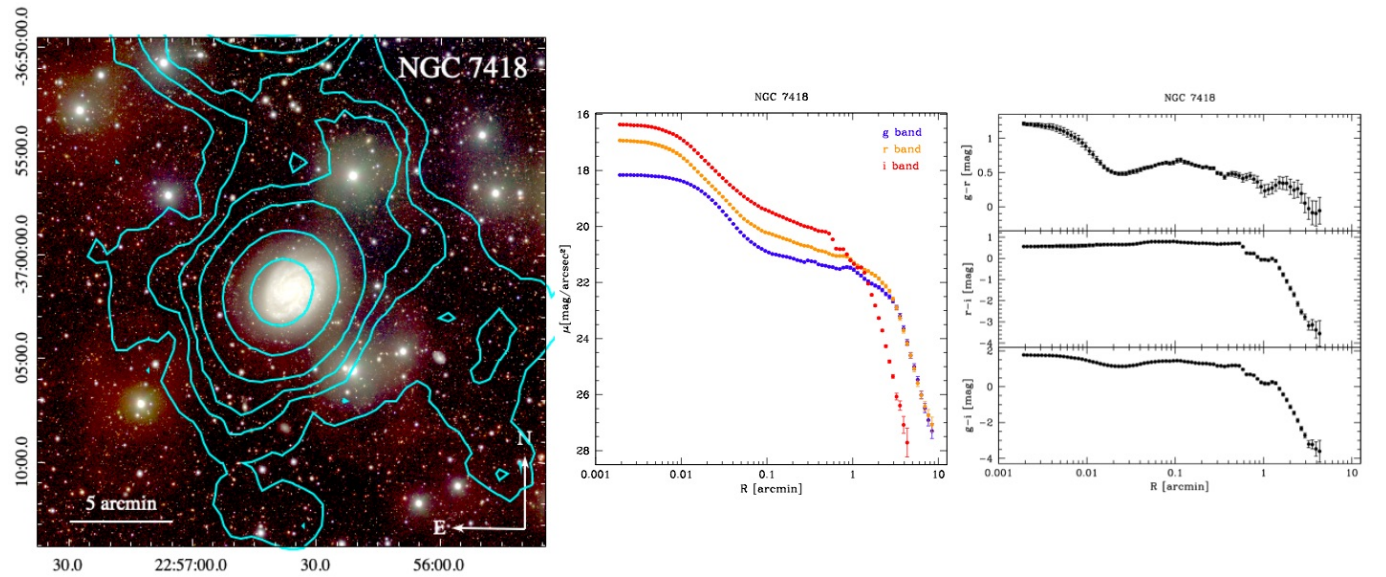 NGC 7418
-36:50:00.0
55:00.0
-37:00:00.0
05:00.0
10:00.0
5 arcmin
N
E
30.0 22:57:00.0 30.0 56:00.0
NGC 7418
g band
r band
i band
μ[mag/arcsec²]
16
18
20
22
24
26
28
0.001 0.01 0.1 1 10
R [arcmin]
NGC 7418
g-r [mag]
1
0.5
0
r-i [mag]
1
0
-1
-2
-3
-4
g-i [mag]
2
0
-2
-4
0.001 0.01 0.1 1 10
R [arcmin]